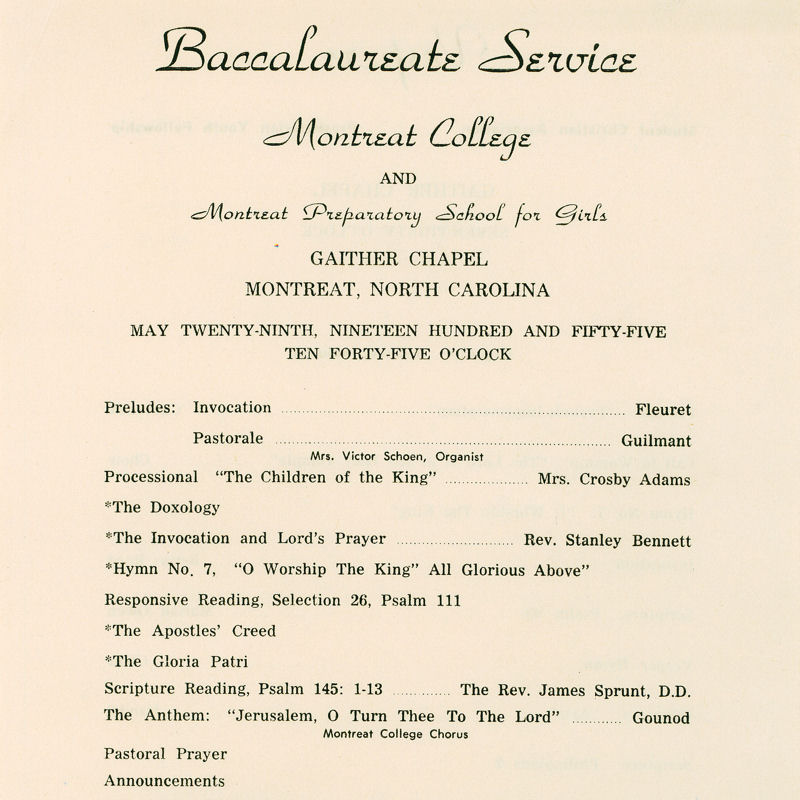 Baccalaureate Service
Montreat College
AND
Montreat Preparatory School for Girls
GAITHER CHAPEL
MONTREAT, NORTH CAROLINA
MAY TWENTY-NINTH, NINETEEN HUNDRED AND FIFTY-FIVE
TEN FORTY-FIVE O'CLOCK
Preludes: Invocation ........ Fleuret
Pastorale ........ Guilmant
Mrs. Victor Schoen, Organist
Processional "The Children of the King" ........ Mrs. Crosby Adams
*The Doxology
*The Invocation and Lord's Prayer ........ Rev. Stanley Bennett
*Hymn No. 7, "O Worship The King" All Glorious Above"
Responsive Reading, Selection 26, Psalm 111
*The Apostles' Creed
*The Gloria Patri
Scripture Reading, Psalm 145: 1-13 ........ The Rev. James Sprunt, D.D.
The Anthem: "Jerusalem, O Turn Thee To The Lord" ........ Gounod
Montreat College Chorus
Pastoral Prayer
Announcements